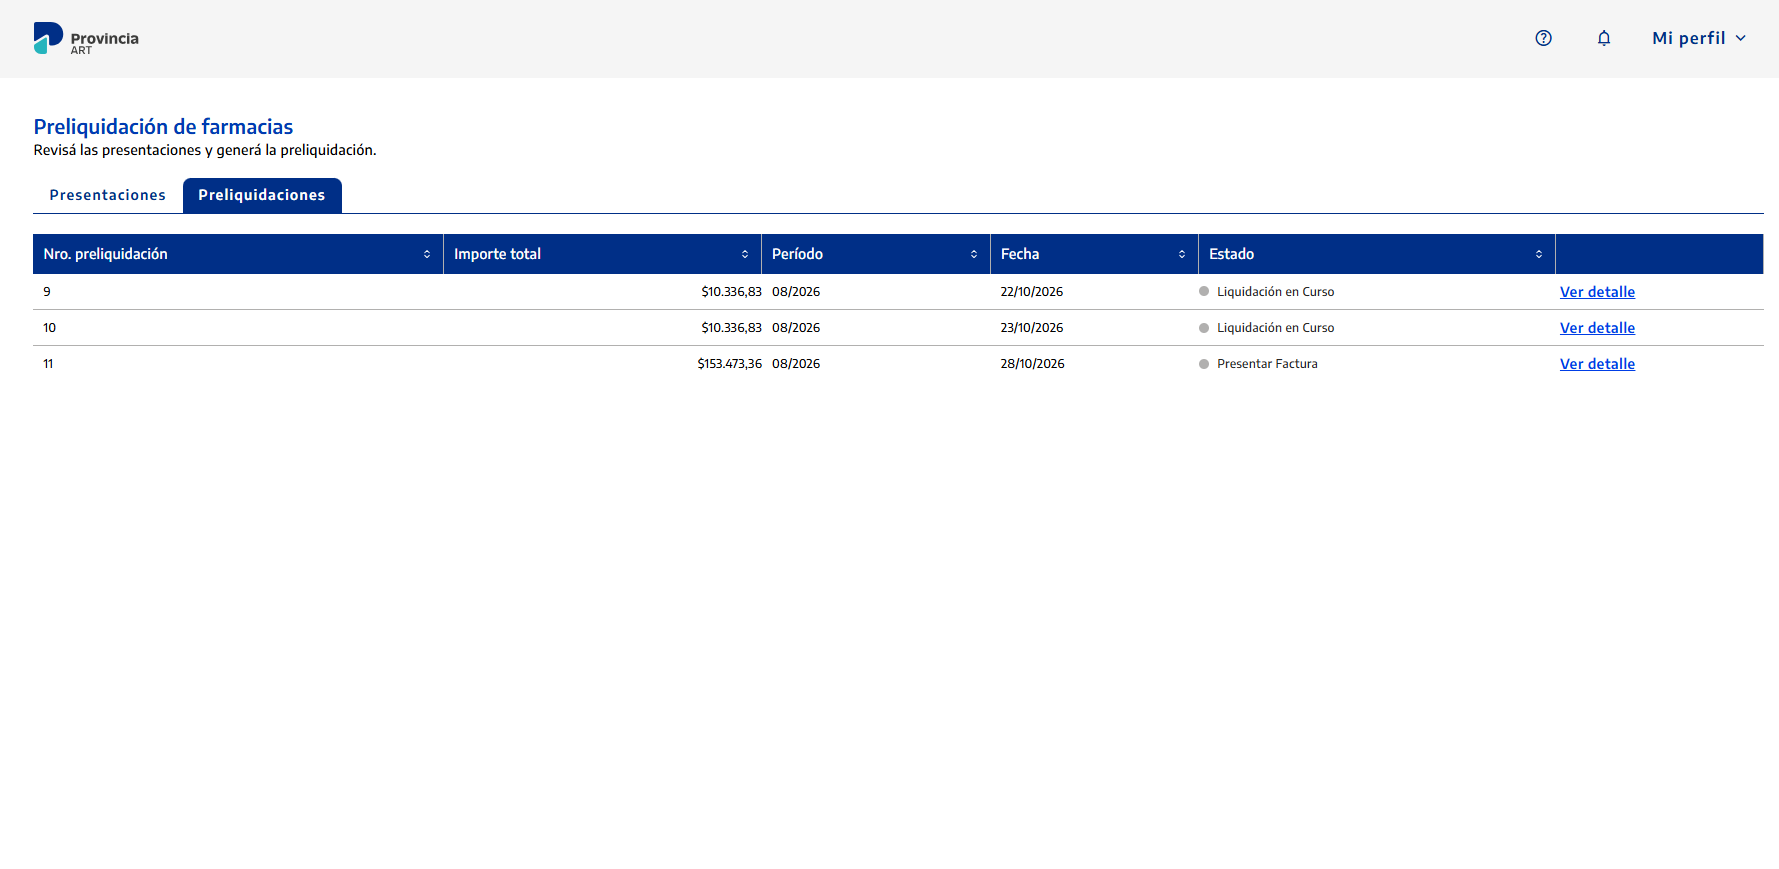 Provincia
ART
Mi perfil
Preliquidación de farmacias
Revisá las presentaciones y generá la preliquidación.
Presentaciones Preliquidaciones
Nro. preliquidación Importe total Período Fecha Estado
9 $10.336,83 08/2026 22/10/2026 Liquidación en Curso Ver detalle
10 $10.336,83 08/2026 23/10/2026 Liquidación en Curso Ver detalle
11 $153.473,36 08/2026 28/10/2026 Presentar Factura Ver detalle